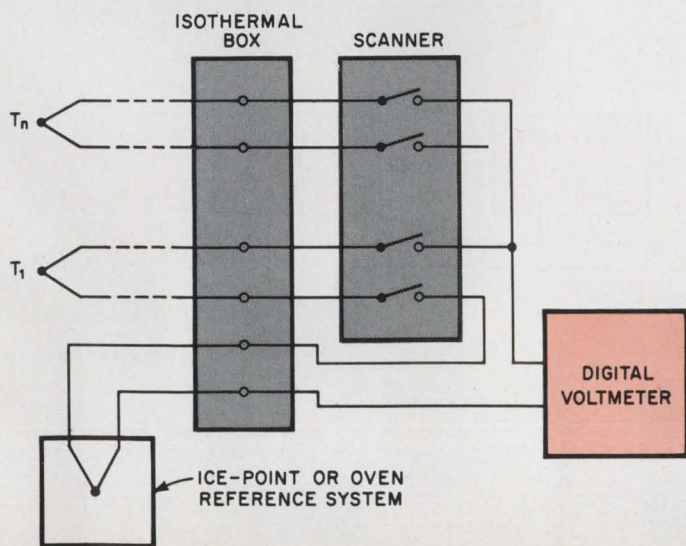 ISOTHERMAL
BOX
SCANNER
Tn
T1
DIGITAL
VOLTMETER
ICE-POINT OR OVEN
REFERENCE SYSTEM